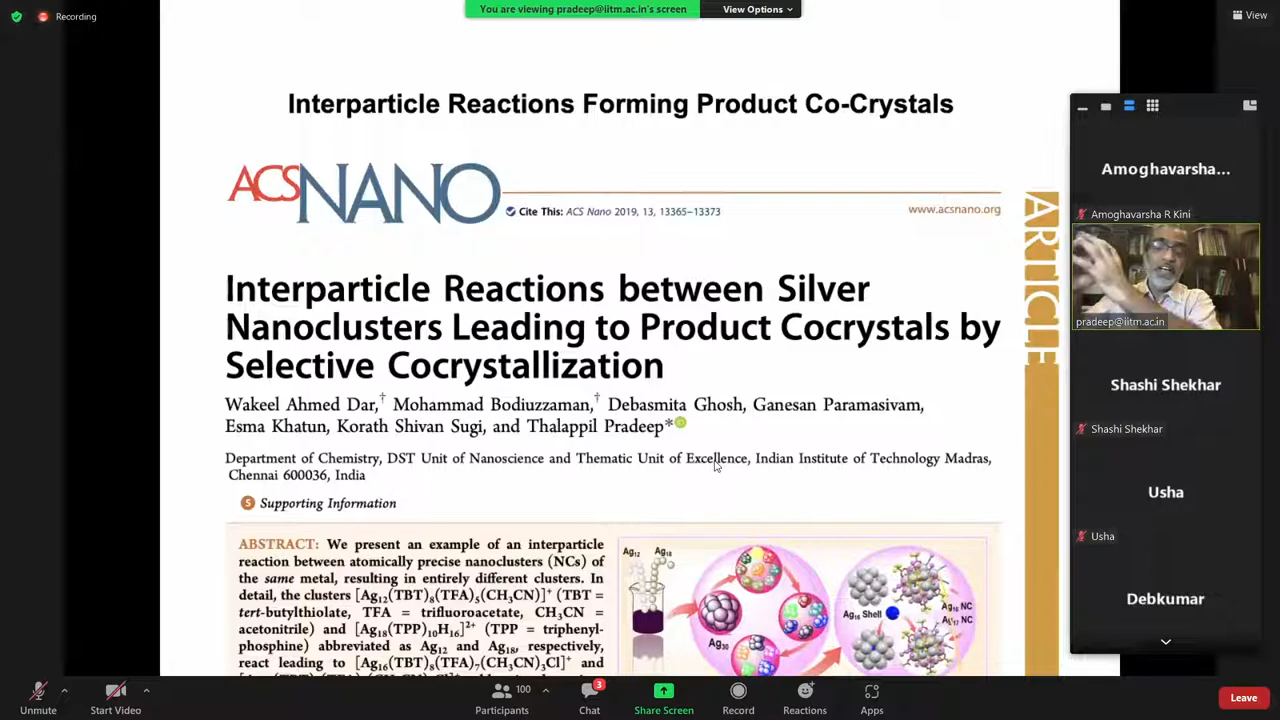 Recording
You are viewing pradeep@iitm.ac.in's screen
View Options
View
Interparticle Reactions Forming Product Co-Crystals
ACS NANO
Cite This: ACS Nano 2019, 13, 13365−13373
www.acsnano.org
ARTICLE
Interparticle Reactions between Silver
Nanoclusters Leading to Product Cocrystals by
Selective Cocrystallization
Wakeel Ahmed Dar,† Mohammad Bodiuzzaman,† Debasmita Ghosh, Ganesan Paramasivam,
Esma Khatun, Korath Shivan Sugi, and Thalappil Pradeep*
Department of Chemistry, DST Unit of Nanoscience and Thematic Unit of Excellence, Indian Institute of Technology Madras,
Chennai 600036, India
S Supporting Information
ABSTRACT: We present an example of an interparticle
reaction between atomically precise nanoclusters (NCs) of
the same metal, resulting in entirely different clusters. In
detail, the clusters [Ag12(TBT)8(TFA)5(CH3CN)]+ (TBT =
tert-butylthiolate, TFA = trifluoroacetate, CH3CN =
acetonitrile) and [Ag18(TPP)10H16]2+ (TPP = triphenyl-
phosphine) abbreviated as Ag12 and Ag18, respectively,
react leading to [Ag16(TBT)8(TFA)7(CH3CN)3Cl]+ and
Ag12
Ag18
Ag30
Ag16 Shell
Ag16 NC
Ag17 NC
Amoghavarsha...
Amoghavarsha R Kini
pradeep@iitm.ac.in
Shashi Shekhar
Shashi Shekhar
Usha
Usha
Debkumar
Unmute
Start Video
100
Participants
3
Chat
Share Screen
Record
Reactions
Apps
Leave